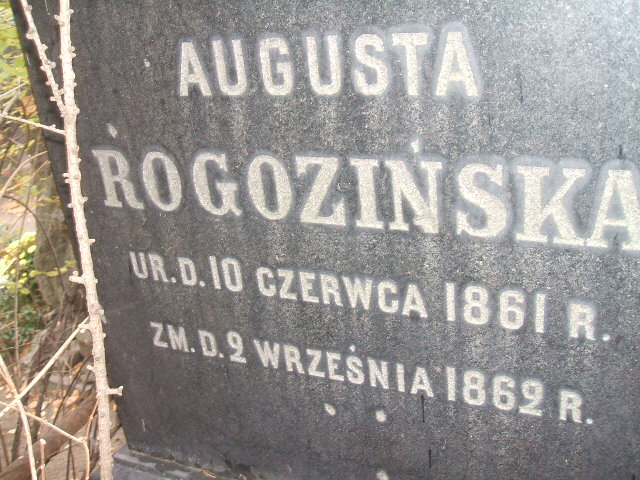 AUGUSTA
ROGOZIŃSKA
UR. D. 10 CZERWCA 1861 R.
ZM. D. 2 WRZEŚNIA 1862 R.